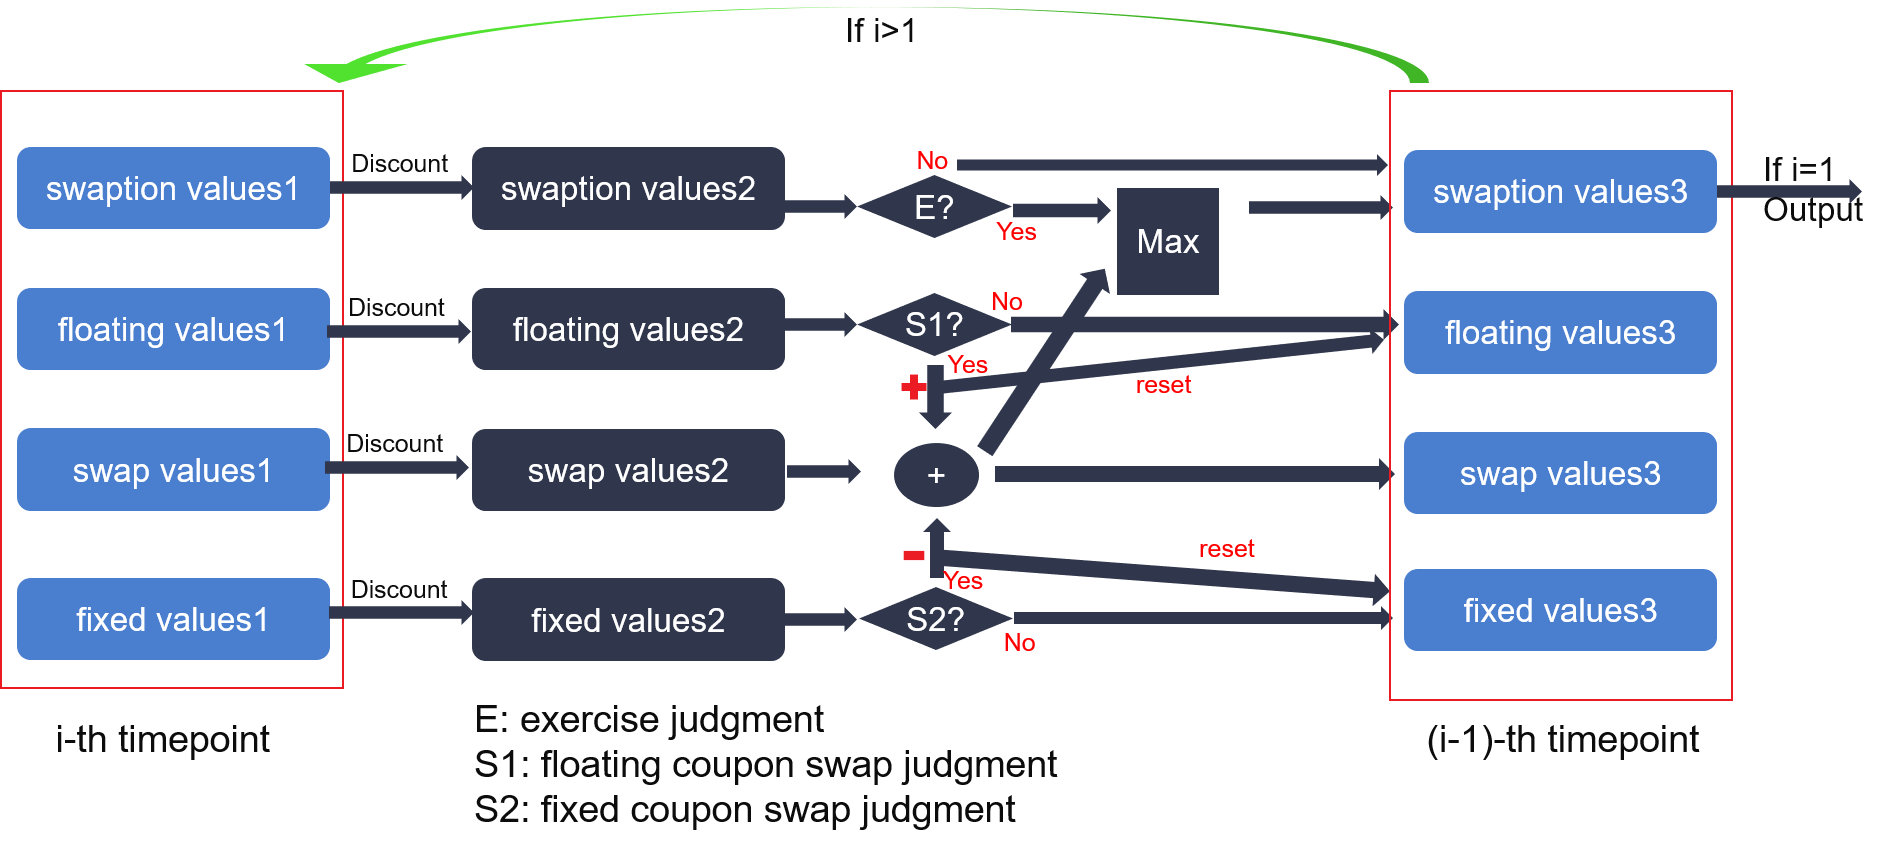 If i>1
swaption values1
Discount
swaption values2
No
E?
Yes
Max
swaption values3
If i=1
Output
floating values1
Discount
floating values2
S1?
No
Yes
reset
floating values3
swap values1
Discount
swap values2
+
+
swap values3
fixed values1
Discount
fixed values2
-
Yes
S2?
No
reset
fixed values3
i-th timepoint
(i-1)-th timepoint
E: exercise judgment
S1: floating coupon swap judgment
S2: fixed coupon swap judgment